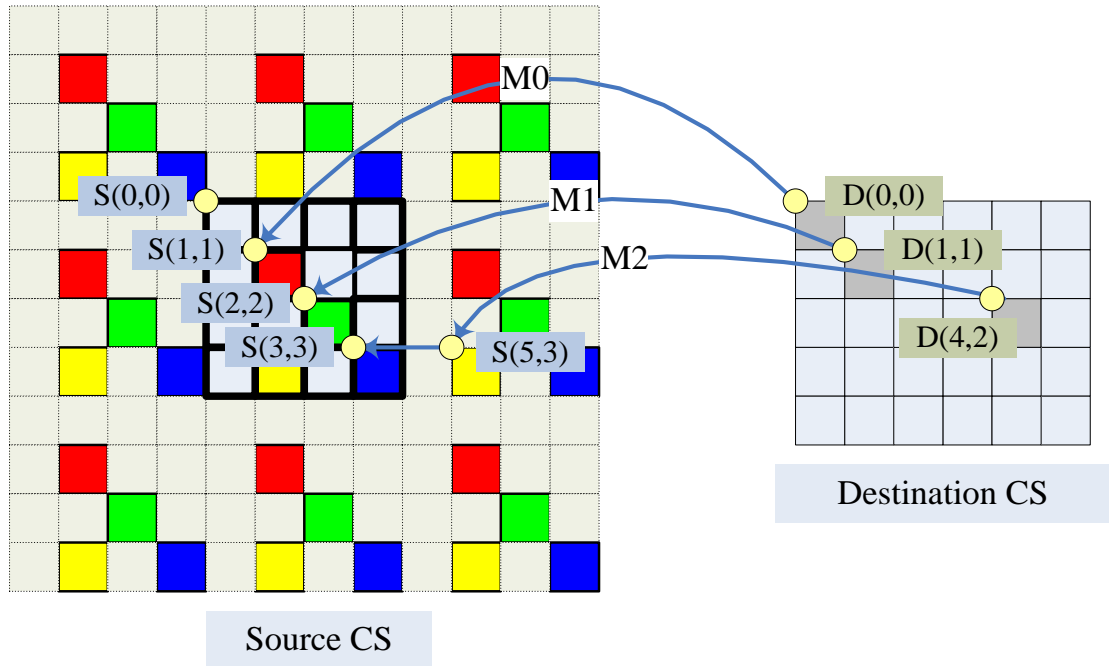 M0
S(0,0)
D(0,0)
M1
S(1,1)
D(1,1)
M2
S(2,2)
D(4,2)
S(3,3)
S(5,3)
Destination CS
Source CS